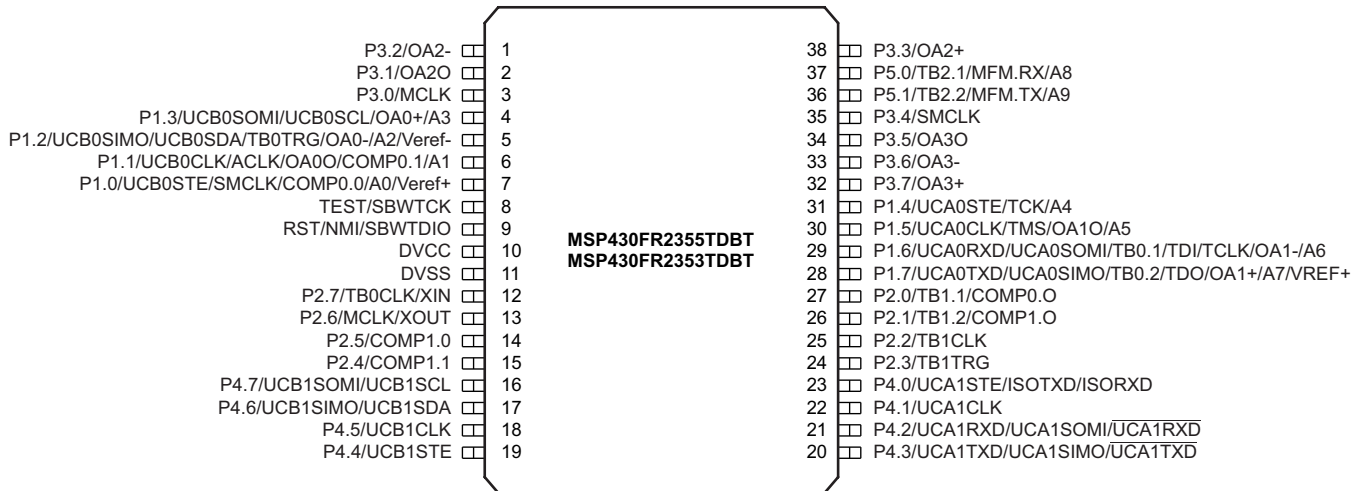 P3.2/OA2- 1 38 P3.3/OA2+
P3.1/OA2O 2 37 P5.0/TB2.1/MFM.RX/A8
P3.0/MCLK 3 36 P5.1/TB2.2/MFM.TX/A9
P1.3/UCB0SOMI/UCB0SCL/OA0+/A3 4 35 P3.4/SMCLK
P1.2/UCB0SIMO/UCB0SDA/TB0TRG/OA0-/A2/Veref- 5 34 P3.5/OA3O
P1.1/UCB0CLK/ACLK/OA0O/COMP0.1/A1 6 33 P3.6/OA3-
P1.0/UCB0STE/SMCLK/COMP0.0/A0/Veref+ 7 32 P3.7/OA3+
TEST/SBWTCK 8 31 P1.4/UCA0STE/TCK/A4
RST/NMI/SBWTDIO 9 30 P1.5/UCA0CLK/TMS/OA1O/A5
MSP430FR2355TDBT
DVCC 10 29 P1.6/UCA0RXD/UCA0SOMI/TB0.1/TDI/TCLK/OA1-/A6
MSP430FR2353TDBT
DVSS 11 28 P1.7/UCA0TXD/UCA0SIMO/TB0.2/TDO/OA1+/A7/VREF+
P2.7/TB0CLK/XIN 12 27 P2.0/TB1.1/COMP0.O
P2.6/MCLK/XOUT 13 26 P2.1/TB1.2/COMP1.O
P2.5/COMP1.0 14 25 P2.2/TB1CLK
P2.4/COMP1.1 15 24 P2.3/TB1TRG
P4.7/UCB1SOMI/UCB1SCL 16 23 P4.0/UCA1STE/ISOTXD/ISORXD
P4.6/UCB1SIMO/UCB1SDA 17 22 P4.1/UCA1CLK
P4.5/UCB1CLK 18 21 P4.2/UCA1RXD/UCA1SOMI/UCA1RXD
P4.4/UCB1STE 19 20 P4.3/UCA1TXD/UCA1SIMO/UCA1TXD